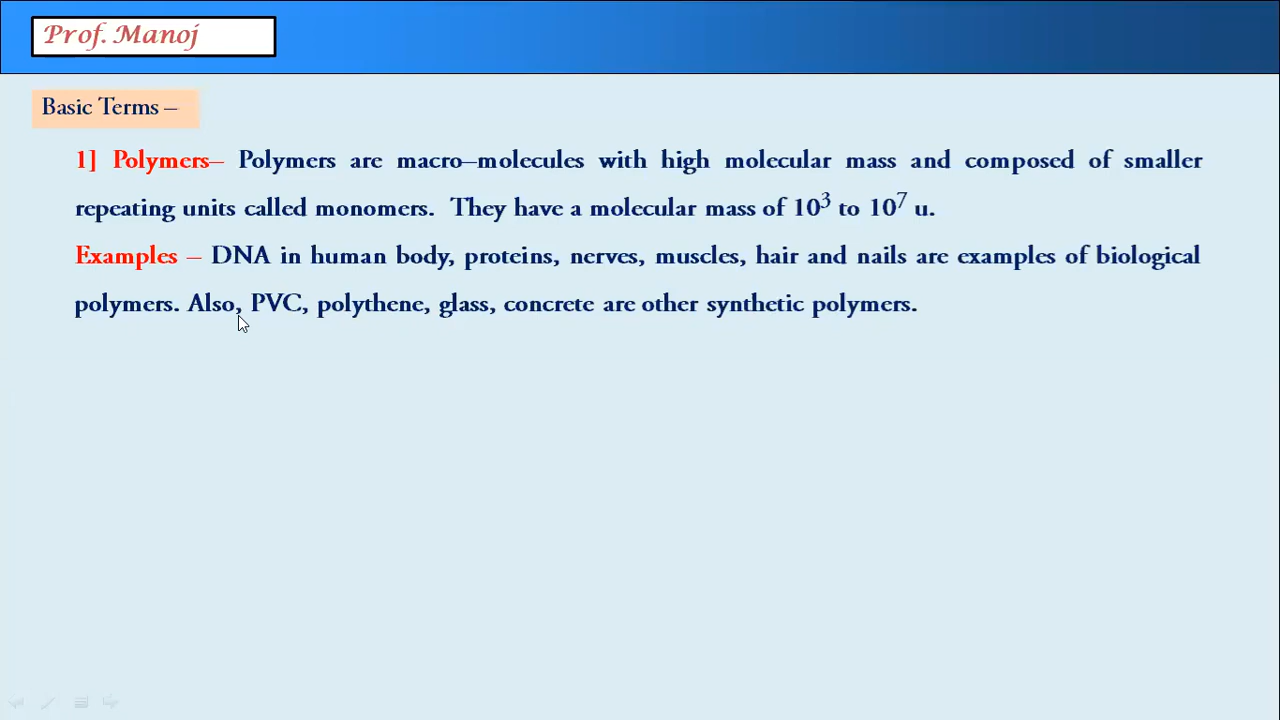 Prof. Manoj
Basic Terms –
1] Polymers– Polymers are macro–molecules with high molecular mass and composed of smaller
repeating units called monomers. They have a molecular mass of 10³ to 10⁷ u.
Examples – DNA in human body, proteins, nerves, muscles, hair and nails are examples of biological
polymers. Also, PVC, polythene, glass, concrete are other synthetic polymers.